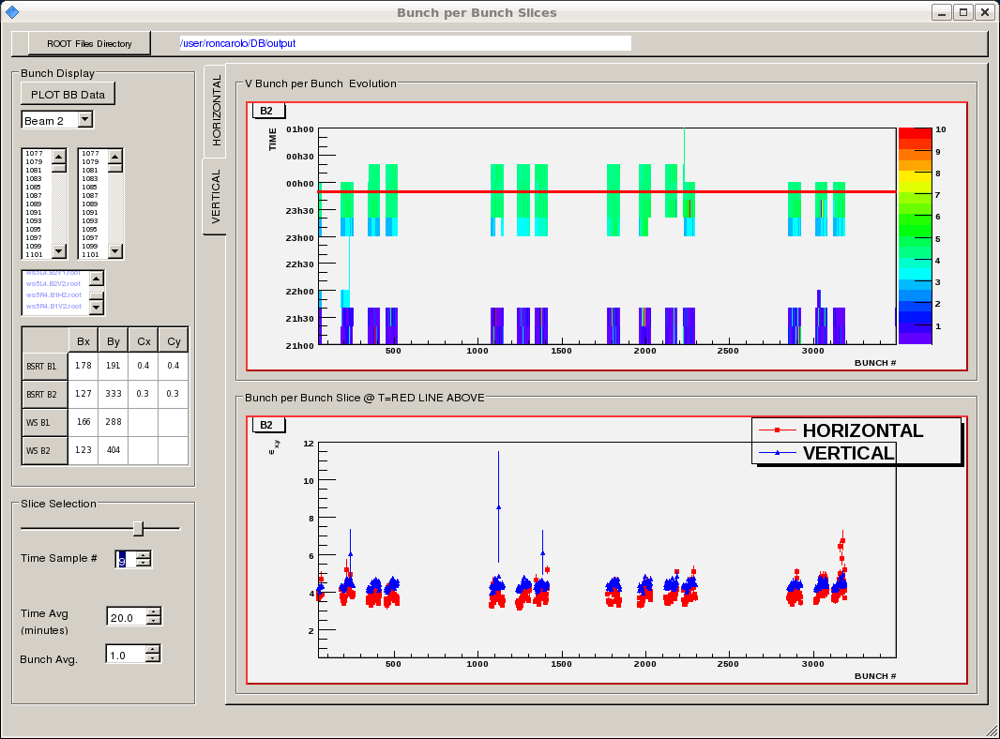 Bunch per Bunch Slices
ROOT Files Directory
/user/roncarolo/DB/output
Bunch Display
PLOT BB Data
Beam 2
1077 1077
1079 1079
1081 1081
1083 1083
1085 1085
1087 1087
1089 1089
1091 1091
1093 1093
1095 1095
1097 1097
1099 1099
1101 1101
ws5L4.B2V1.root
ws5L4.B2V2.root
ws5R4.B1H2.root
ws5R4.B1V2.root
Bx By Cx Cy
BSRT B1 1.78 1.91 0.4 0.4
BSRT B2 1.27 3.33 0.3 0.3
WS B1 1.66 2.88
WS B2 1.23 4.04
Slice Selection
Time Sample # 9
Time Avg 20.0
(minutes)
Bunch Avg. 1.0
HORIZONTAL
VERTICAL
V Bunch per Bunch Evolution
B2
TIME
01h00
00h30
00h00
23h30
23h00
22h30
22h00
21h30
21h00
500 1000 1500 2000 2500 3000
BUNCH #
10
9
8
7
6
5
4
3
2
1
Bunch per Bunch Slice @ T=RED LINE ABOVE
B2
HORIZONTAL
VERTICAL
ε x,y
12
10
8
6
4
2
500 1000 1500 2000 2500 3000
BUNCH #